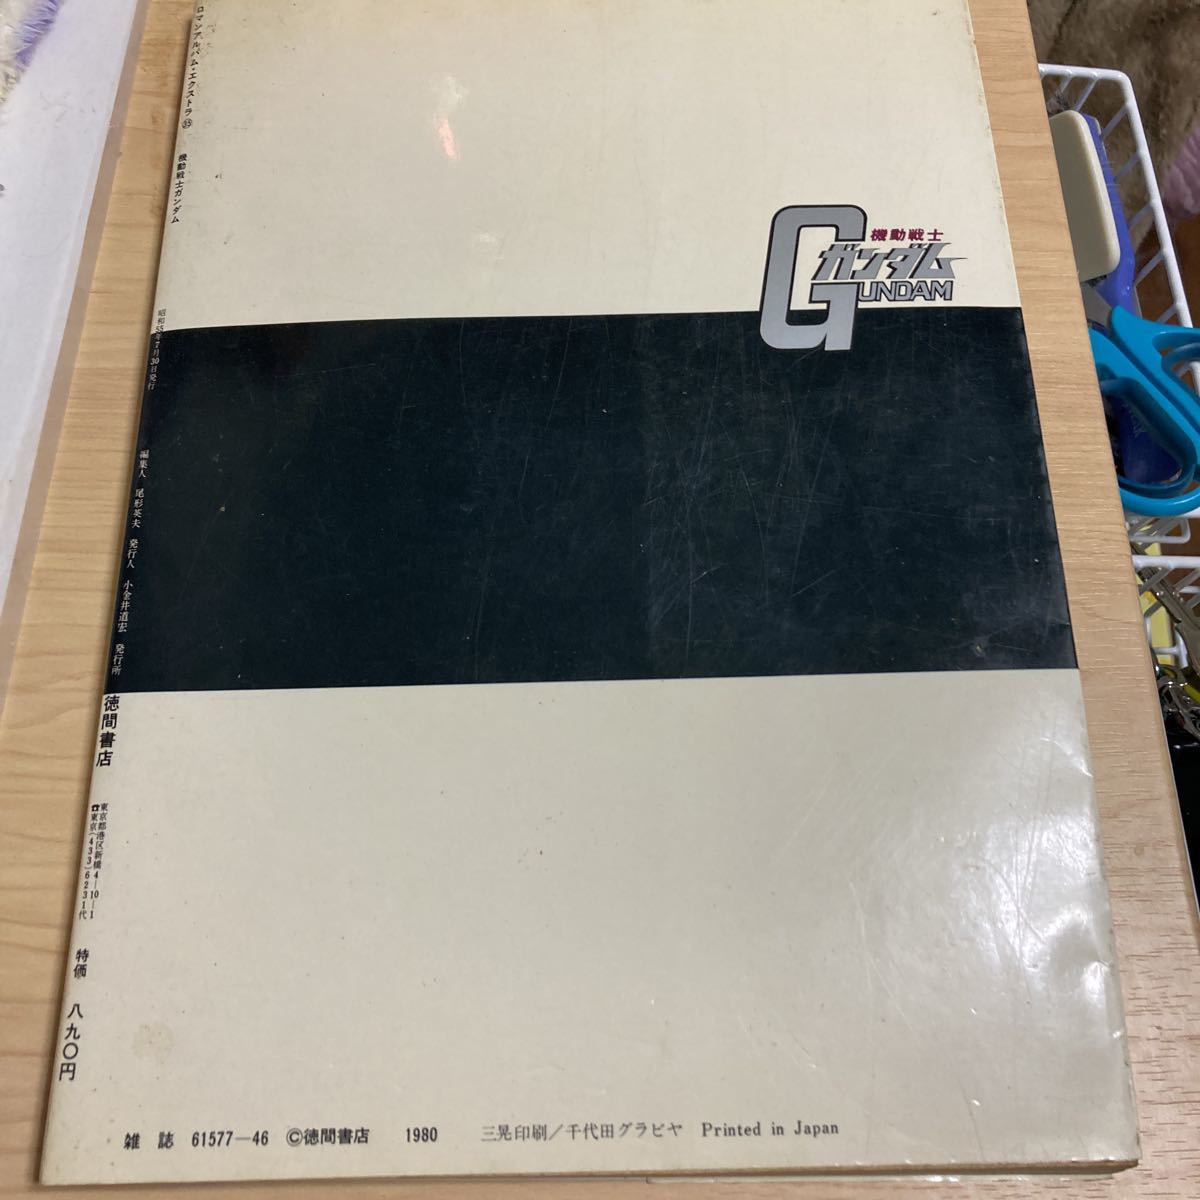 ロマンアルバム・エクストラ㉟ 機動戦士ガンダム
昭和55年7月30日発行
編集人 尾形英夫 発行人 小金井道宏 発行所
徳間書店
東京都港区新橋4―10―1
☎東京(433)6231代
特価 八九〇円
機動戦士
ガンダム
GUNDAM
雑誌 61577―46 ©徳間書店 1980 三晃印刷/千代田グラビヤ Printed in Japan